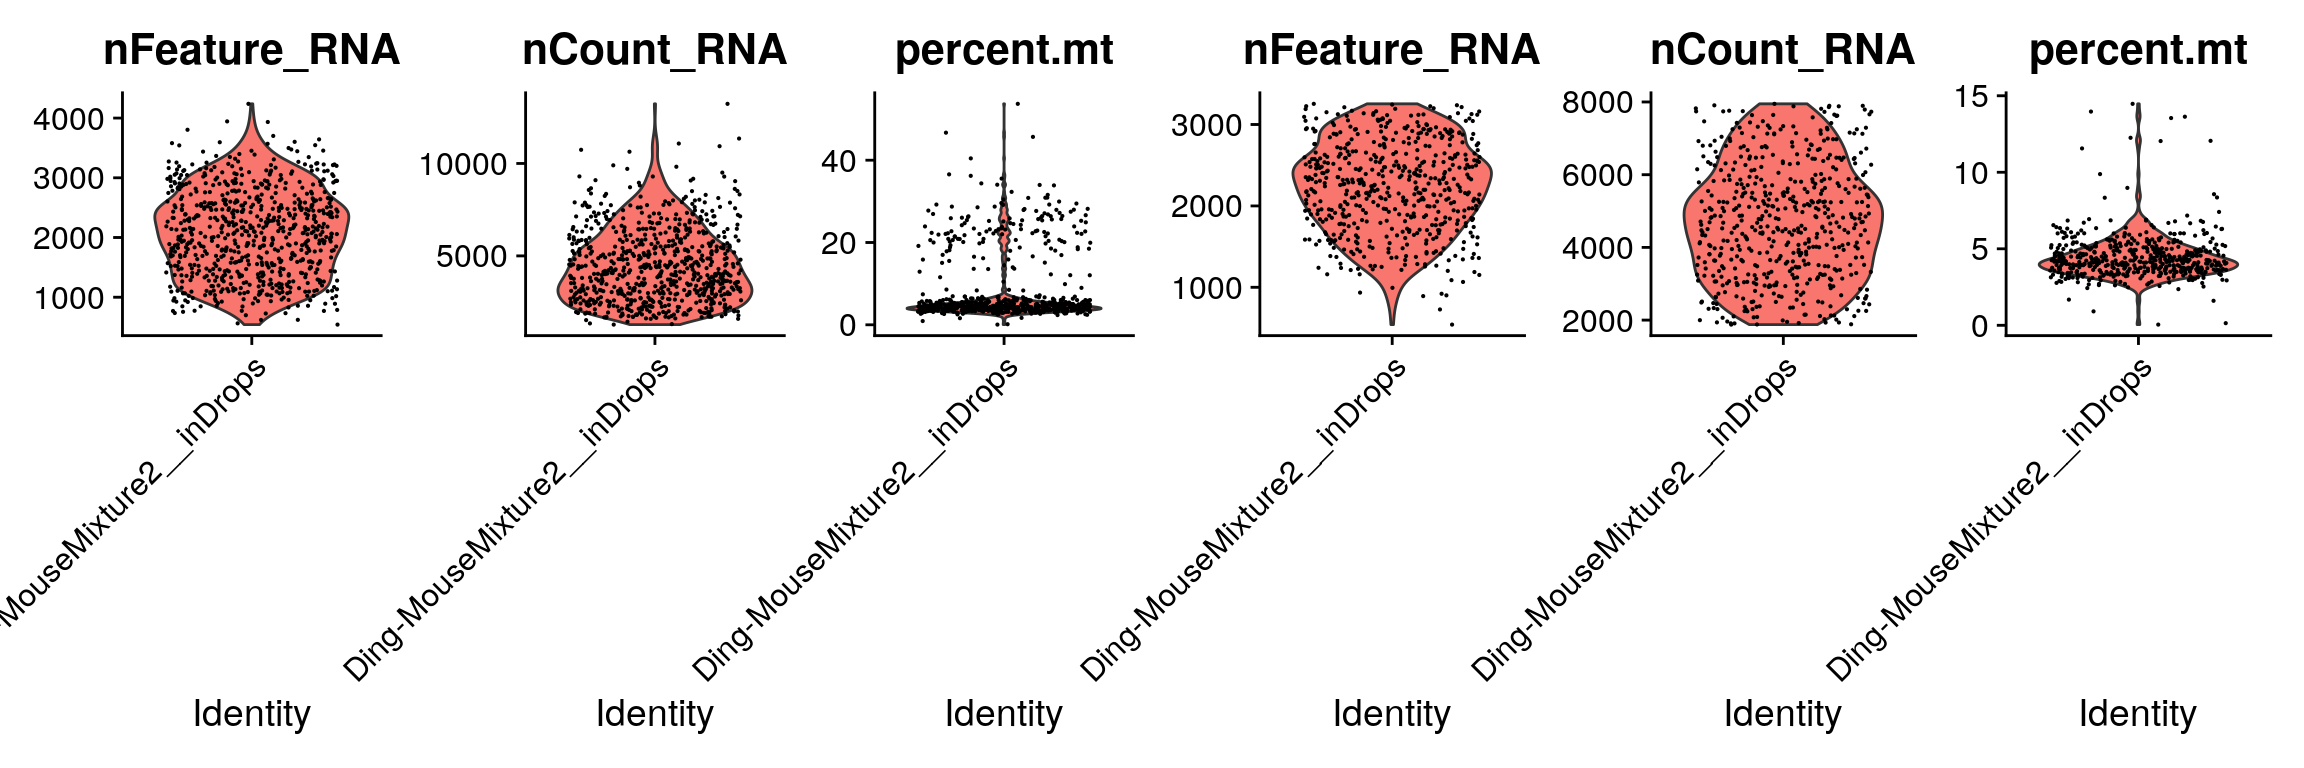 nFeature_RNA
4000
3000
2000
1000
-MouseMixture2__inDrops
Identity
nCount_RNA
10000
5000
Ding-MouseMixture2__inDrops
Identity
percent.mt
40
20
0
Ding-MouseMixture2__inDrops
Identity
nFeature_RNA
3000
2000
1000
Ding-MouseMixture2__inDrops
Identity
nCount_RNA
8000
6000
4000
2000
Ding-MouseMixture2__inDrops
Identity
percent.mt
15
10
5
0
Ding-MouseMixture2__inDrops
Identity